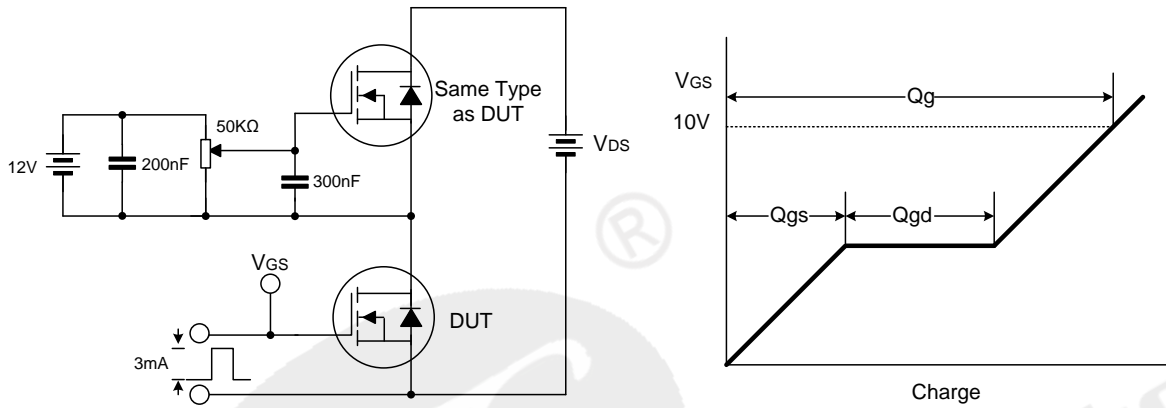 Same Type
as DUT
50KΩ
12V
200nF
300nF
VDS
VGS
DUT
3mA
VGS
10V
Qg
Qgs
Qgd
Charge
®